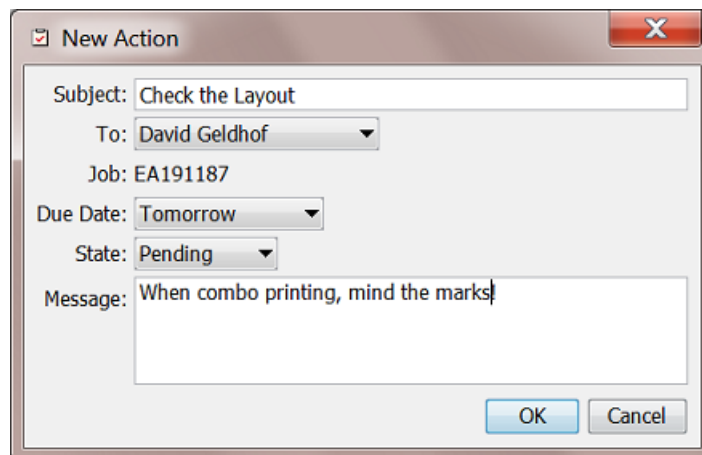 New Action
Subject: Check the Layout
To: David Geldhof
Job: EA191187
Due Date: Tomorrow
State: Pending
Message: When combo printing, mind the marks!
OK Cancel